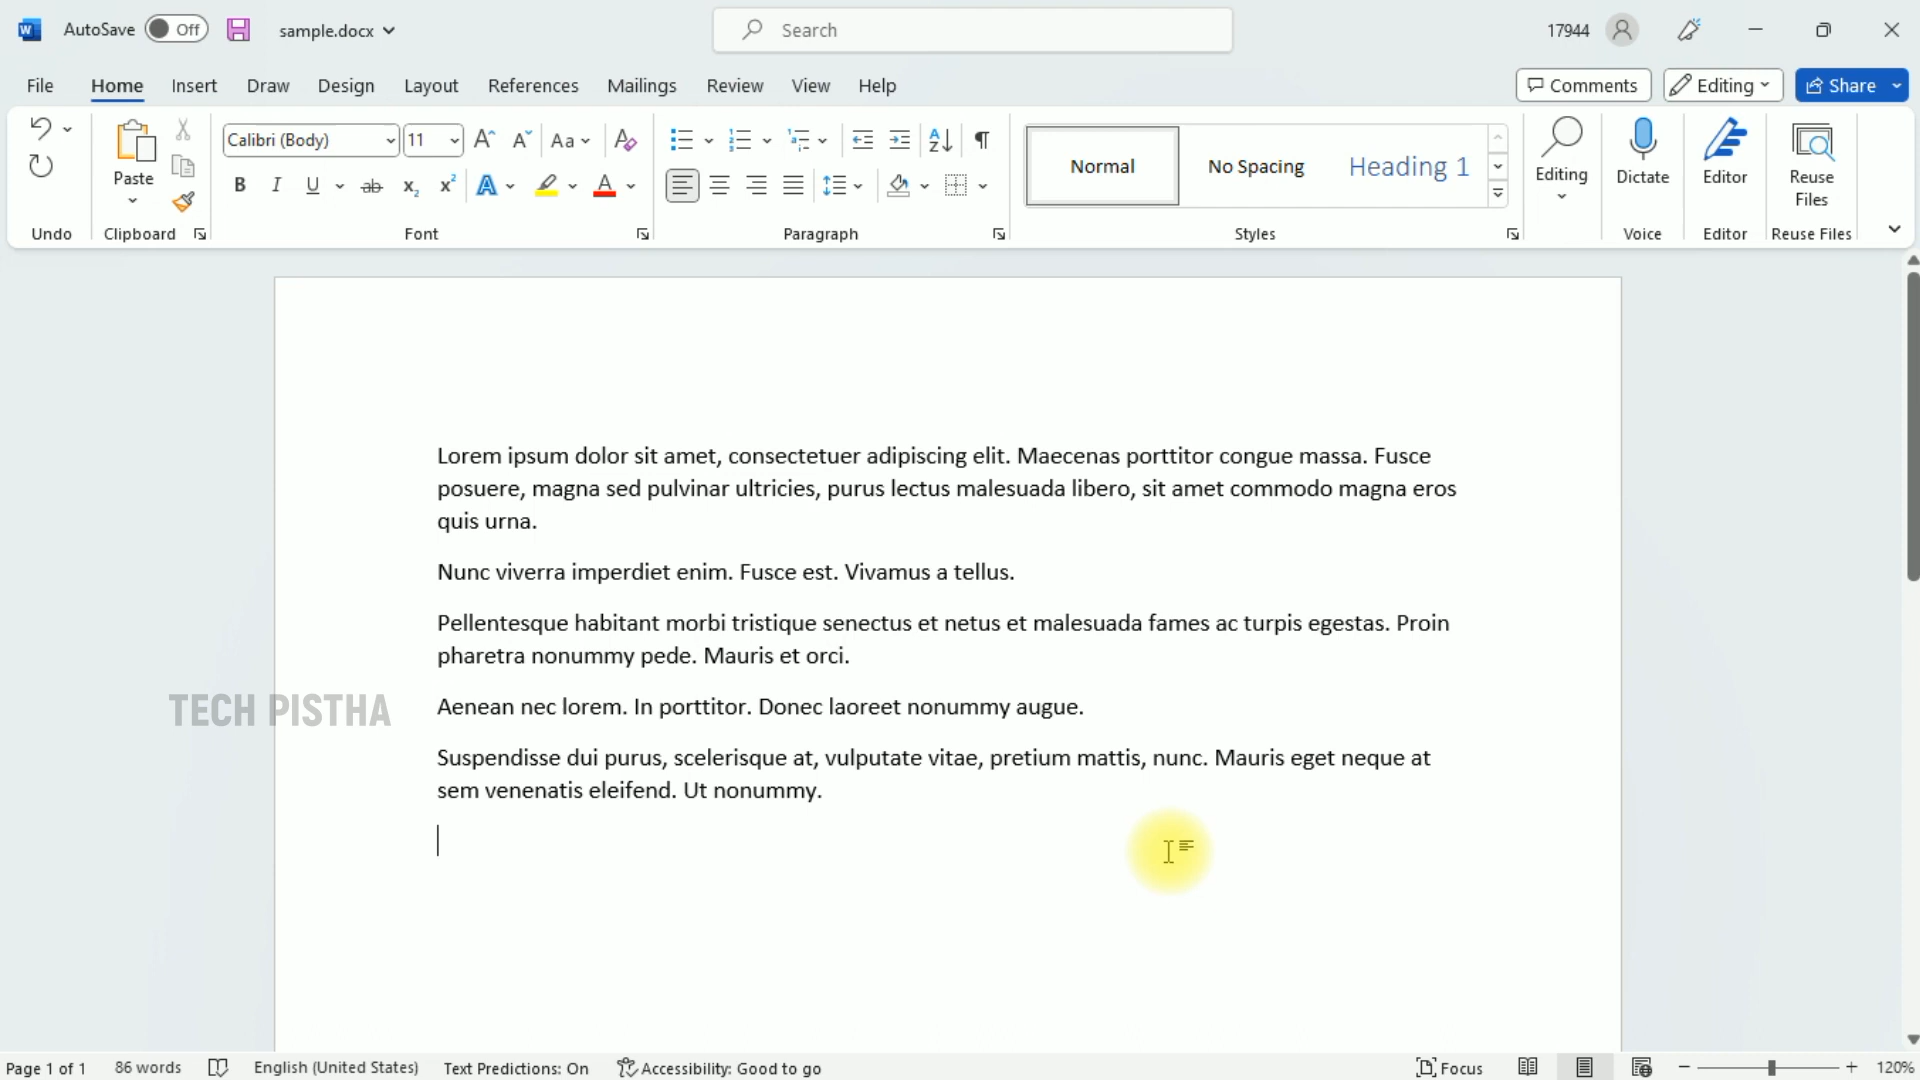 AutoSave Off sample.docx Search 17944
File Home Insert Draw Design Layout References Mailings Review View Help Comments Editing Share
Paste Calibri (Body) 11 Aa Normal No Spacing Heading 1 Editing Dictate Editor Reuse Files
Undo Clipboard Font Paragraph Styles Voice Editor Reuse Files
Lorem ipsum dolor sit amet, consectetuer adipiscing elit. Maecenas porttitor congue massa. Fusce
posuere, magna sed pulvinar ultricies, purus lectus malesuada libero, sit amet commodo magna eros
quis urna.
Nunc viverra imperdiet enim. Fusce est. Vivamus a tellus.
Pellentesque habitant morbi tristique senectus et netus et malesuada fames ac turpis egestas. Proin
pharetra nonummy pede. Mauris et orci.
TECH PISTHA
Aenean nec lorem. In porttitor. Donec laoreet nonummy augue.
Suspendisse dui purus, scelerisque at, vulputate vitae, pretium mattis, nunc. Mauris eget neque at
sem venenatis eleifend. Ut nonummy.
Page 1 of 1 86 words English (United States) Text Predictions: On Accessibility: Good to go Focus 120%